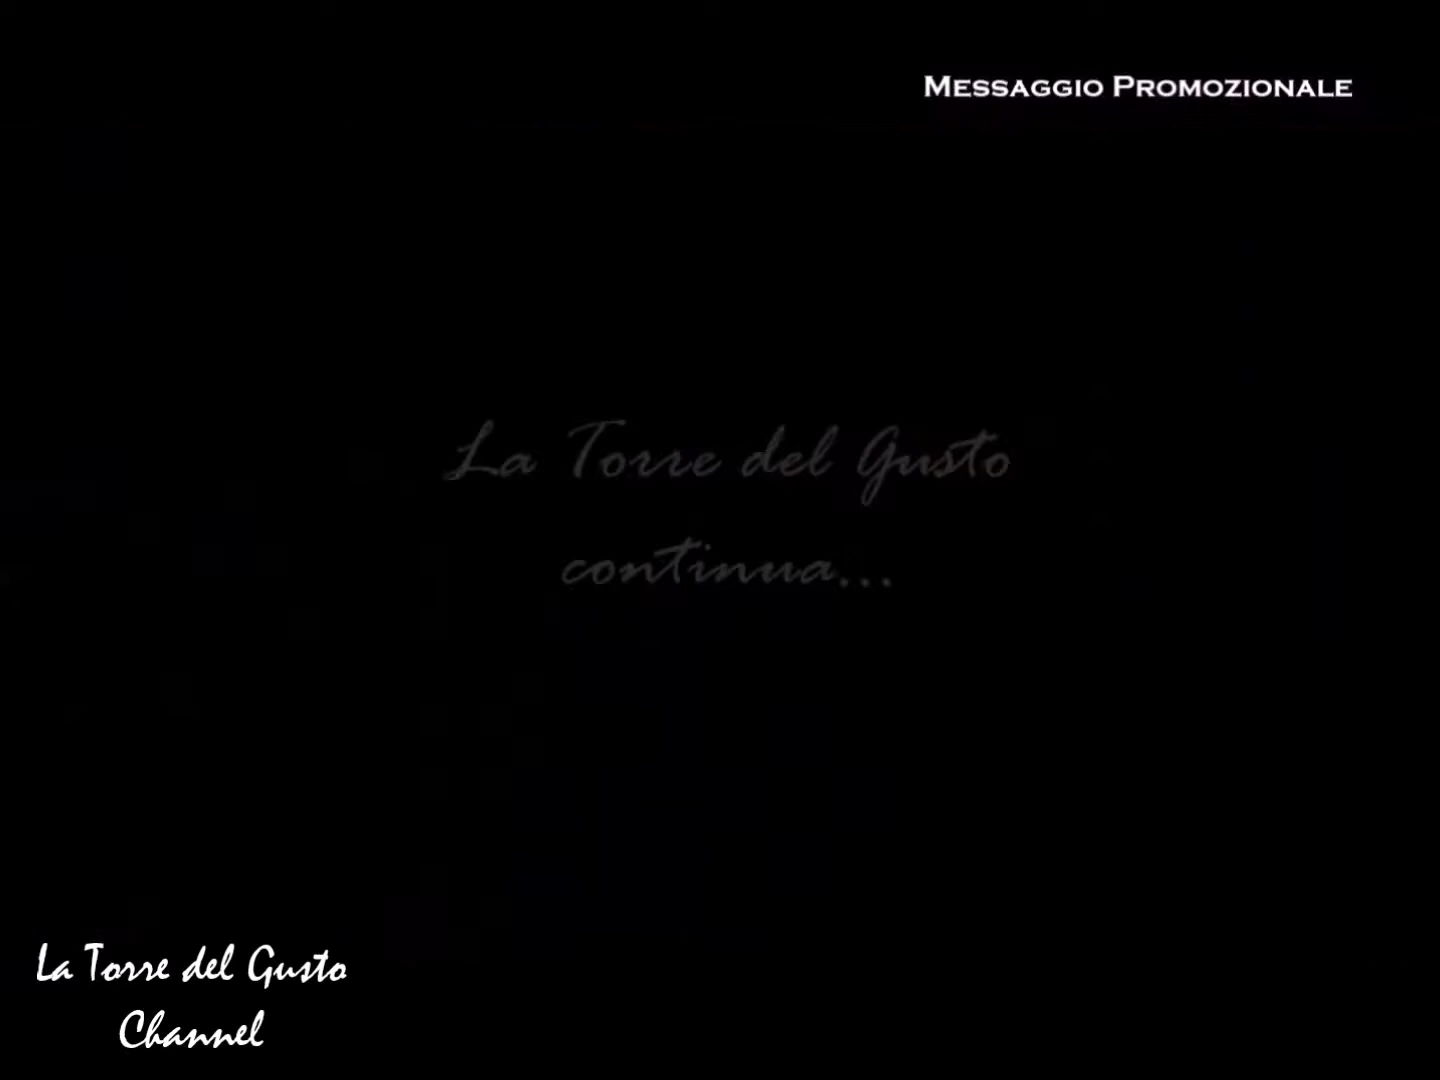 Messaggio Promozionale
La Torre del Gusto
continua...
La Torre del Gusto
Channel